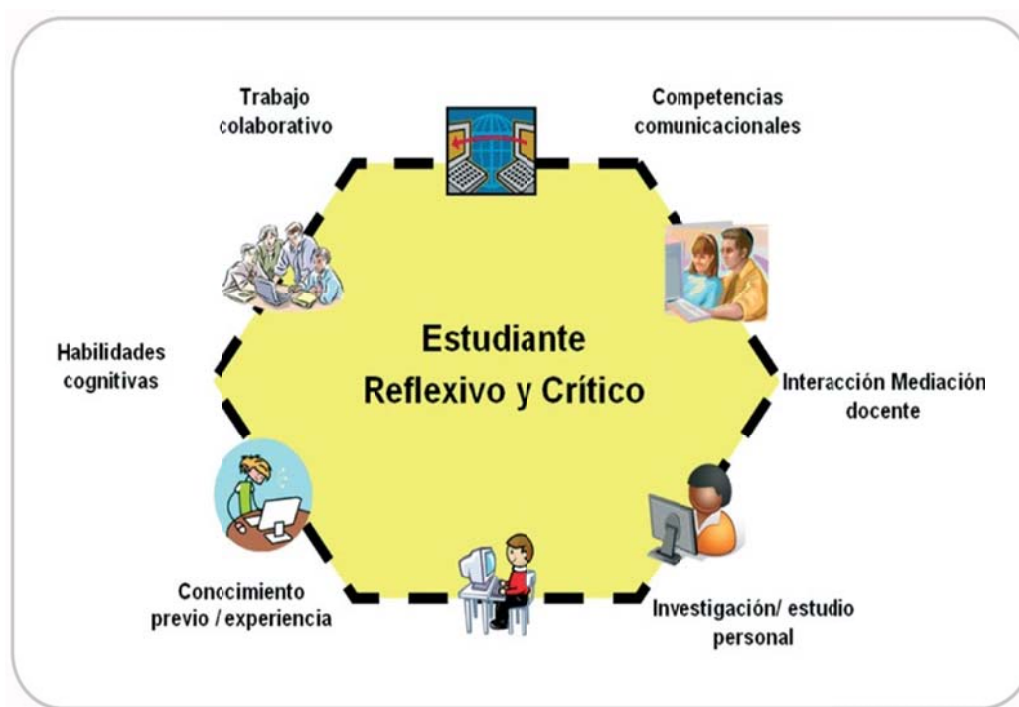 Trabajo
colaborativo
Competencias
comunicacionales
Habilidades
cognitivas
Estudiante
Reflexivo y Crítico
Interacción Mediación
docente
Conocimiento
previo / experiencia
Investigación/ estudio
personal